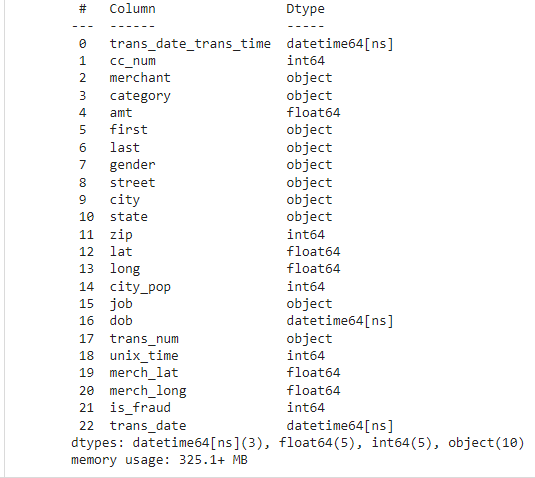 #   Column                 Dtype
---  ------                 -----
 0   trans_date_trans_time  datetime64[ns]
 1   cc_num                 int64
 2   merchant               object
 3   category               object
 4   amt                    float64
 5   first                  object
 6   last                   object
 7   gender                 object
 8   street                 object
 9   city                   object
 10  state                  object
 11  zip                    int64
 12  lat                    float64
 13  long                   float64
 14  city_pop               int64
 15  job                    object
 16  dob                    datetime64[ns]
 17  trans_num              object
 18  unix_time              int64
 19  merch_lat              float64
 20  merch_long             float64
 21  is_fraud               int64
 22  trans_date             datetime64[ns]
dtypes: datetime64[ns](3), float64(5), int64(5), object(10)
memory usage: 325.1+ MB